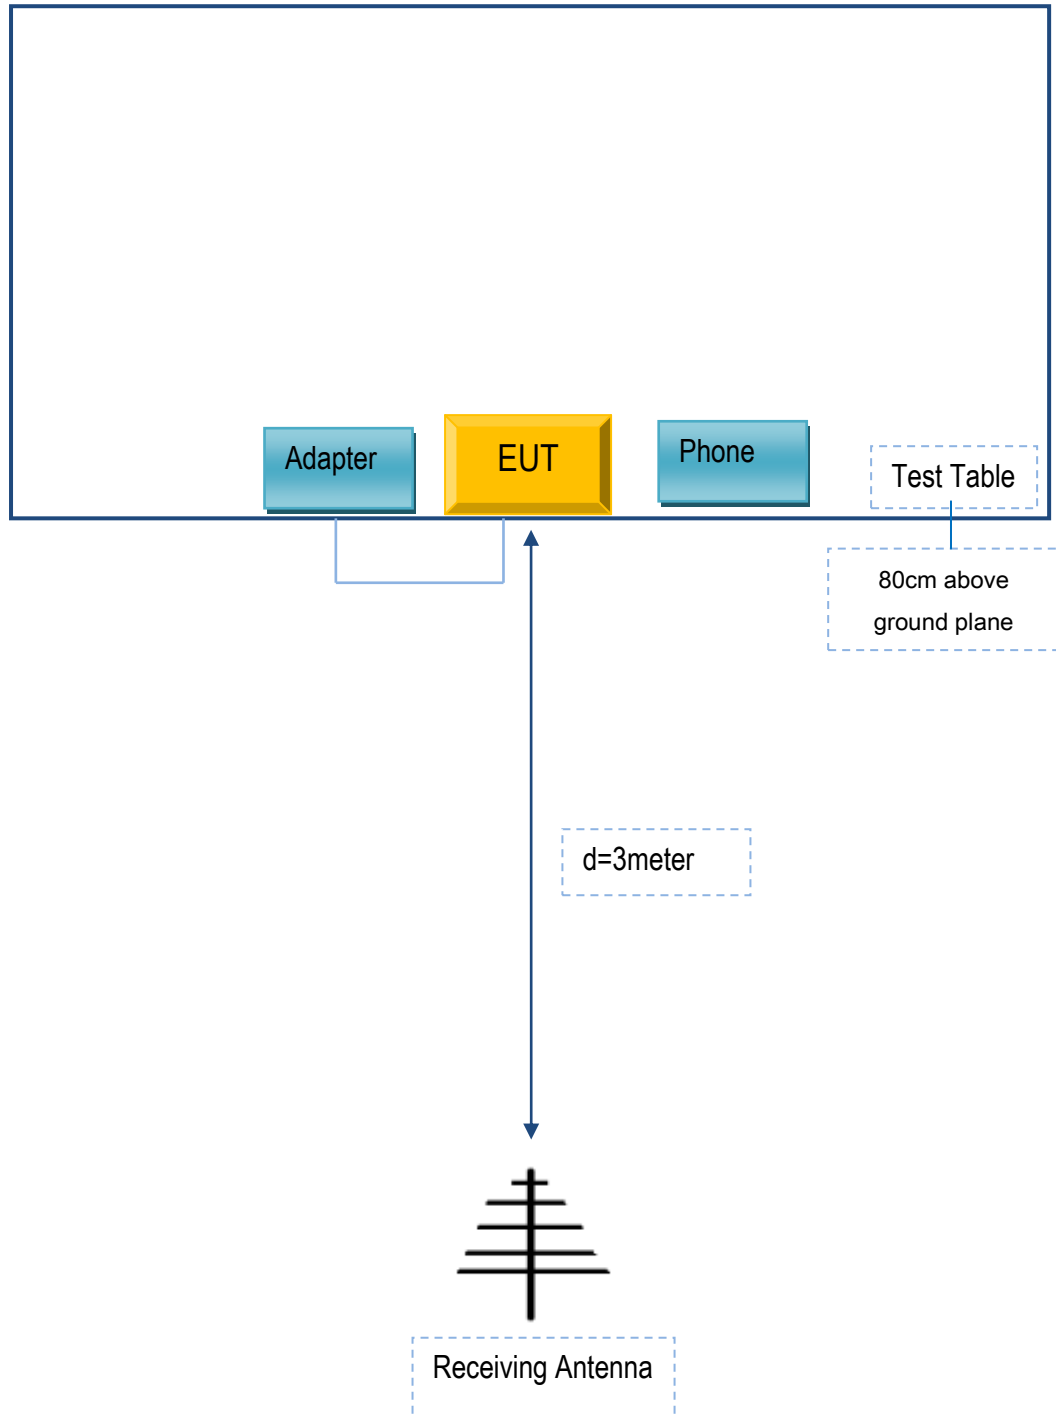 Adapter
EUT
Phone
Test Table
80cm above
ground plane
d=3meter
Receiving Antenna